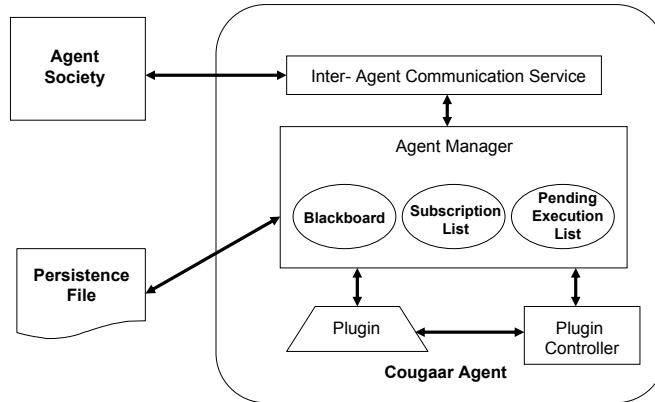 Agent
Society
Inter- Agent Communication Service
Agent Manager
Blackboard
Subscription
List
Pending
Execution
List
Persistence
File
Plugin
Plugin
Controller
Cougaar Agent